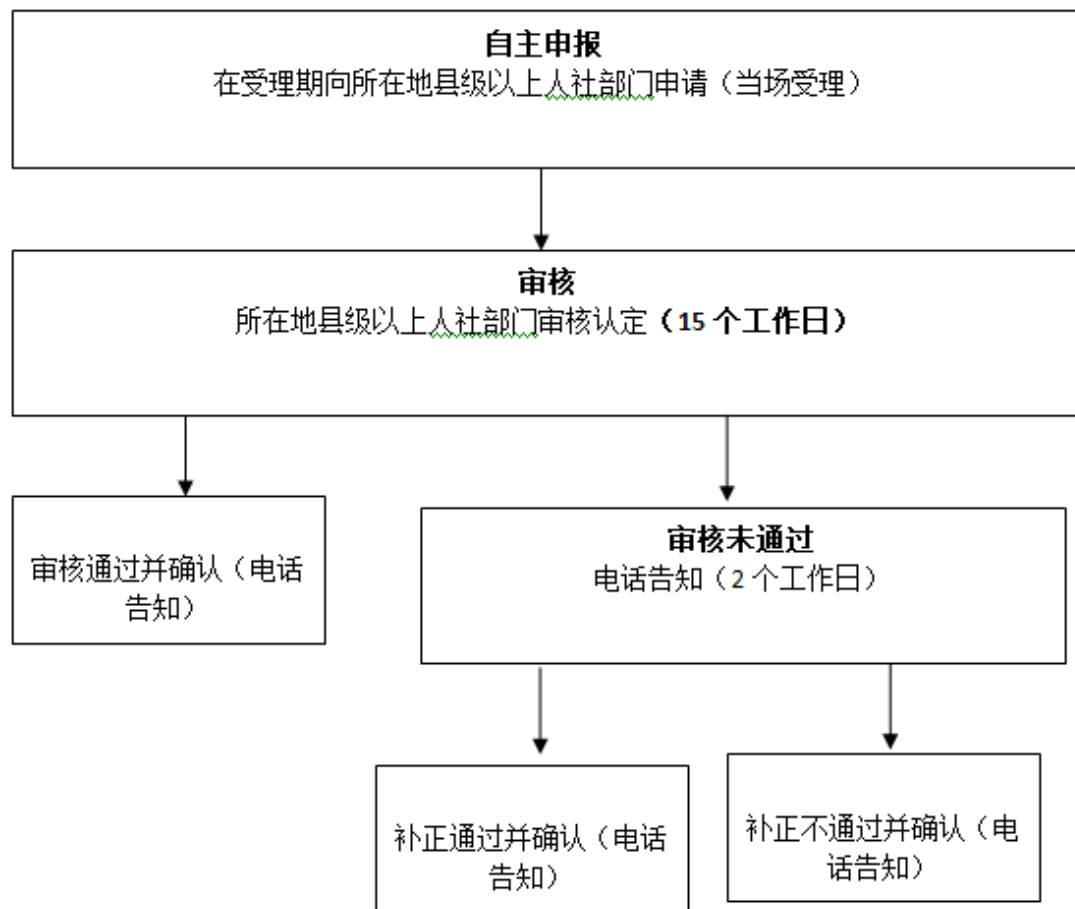 自主申报
在受理期向所在地县级以上人社部门申请（当场受理）
审核
所在地县级以上人社部门审核认定（15 个工作日）
审核通过并确认（电话
告知）
审核未通过
电话告知（2 个工作日）
补正通过并确认（电话
告知）
补正不通过并确认（电
话告知）